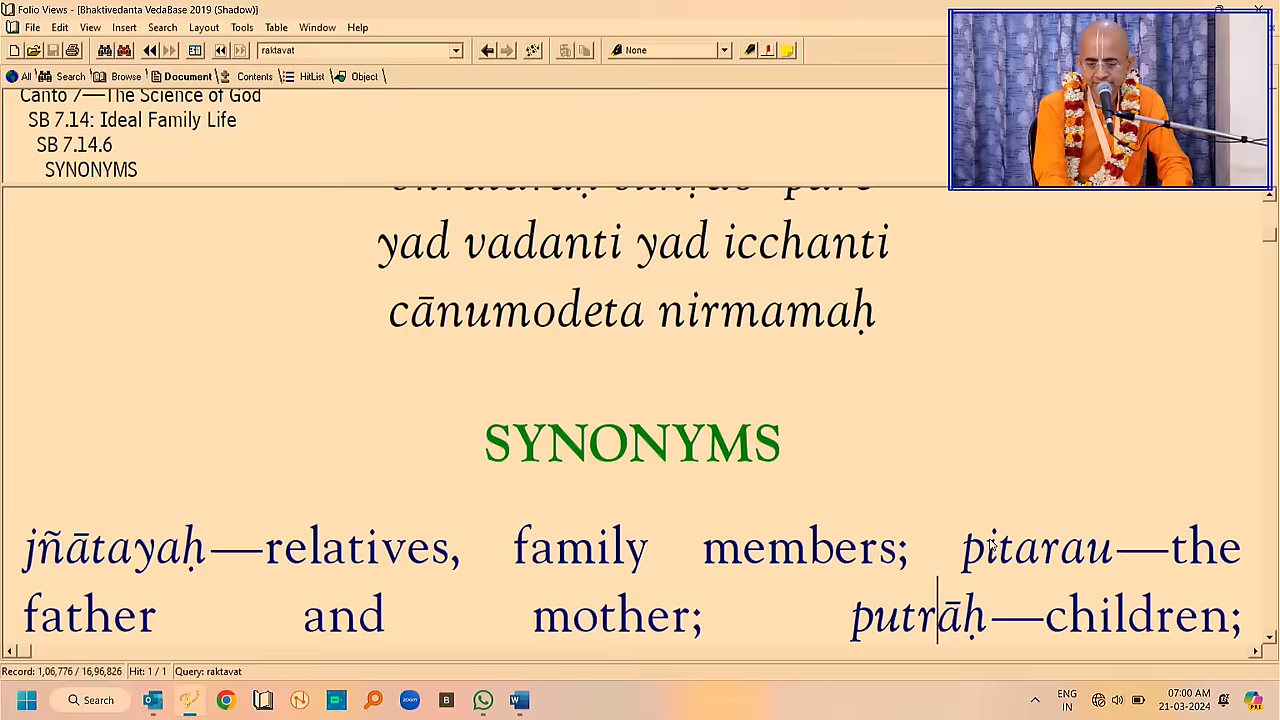 Folio Views - [Bhaktivedanta VedaBase 2019 (Shadow)]
File Edit View Insert Search Layout Tools Table Window Help
raktavat None
All Search Browse Document Contents HitList Object
Canto 7—The Science of God
SB 7.14: Ideal Family Life
SB 7.14.6
SYNONYMS
yad vadanti yad icchanti
cānumodeta nirmamaḥ
SYNONYMS
jñātayaḥ—relatives, family members; pitarau—the
father and mother; putrāḥ—children;
Record: 1,06,776 / 16,96,826 Hit: 1 / 1 Query: raktavat
Search zoom B W ENG 07:00 AM
IN 21-03-2024 PRE